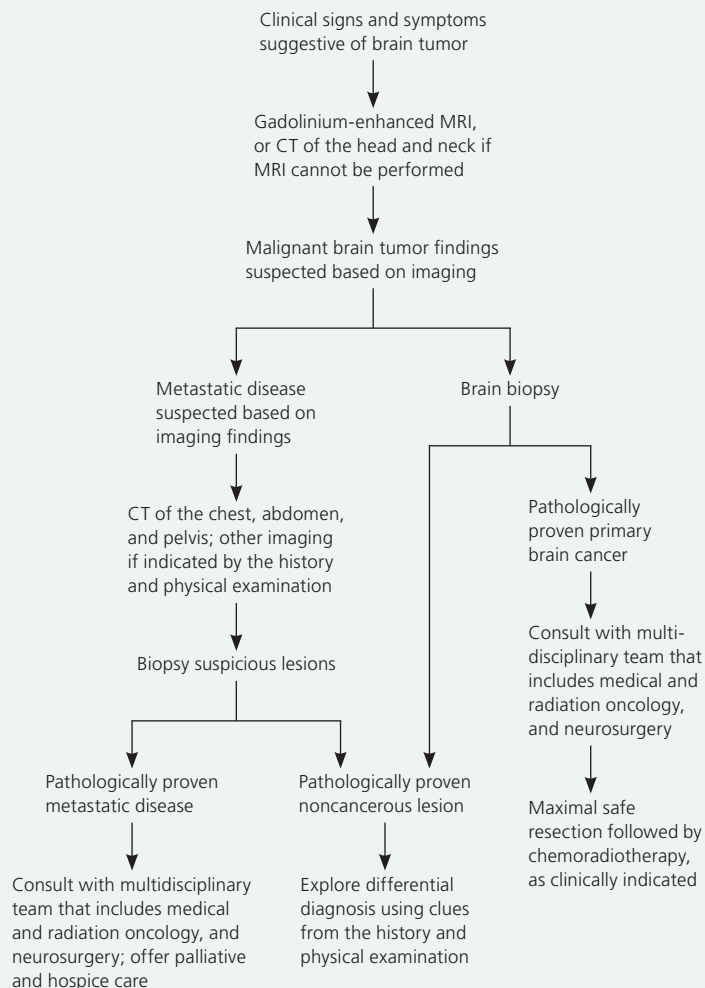 Clinical signs and symptoms
suggestive of brain tumor
Gadolinium-enhanced MRI,
or CT of the head and neck if
MRI cannot be performed
Malignant brain tumor findings
suspected based on imaging
Metastatic disease
suspected based on
imaging findings
Brain biopsy
CT of the chest, abdomen,
and pelvis; other imaging
if indicated by the history
and physical examination
Pathologically
proven primary
brain cancer
Biopsy suspicious lesions
Consult with multi-
disciplinary team that
includes medical and
radiation oncology,
and neurosurgery
Pathologically proven
metastatic disease
Pathologically proven
noncancerous lesion
Maximal safe
resection followed by
chemoradiotherapy,
as clinically indicated
Consult with multidisciplinary
team that includes medical
and radiation oncology, and
neurosurgery; offer palliative
and hospice care
Explore differential
diagnosis using clues
from the history and
physical examination